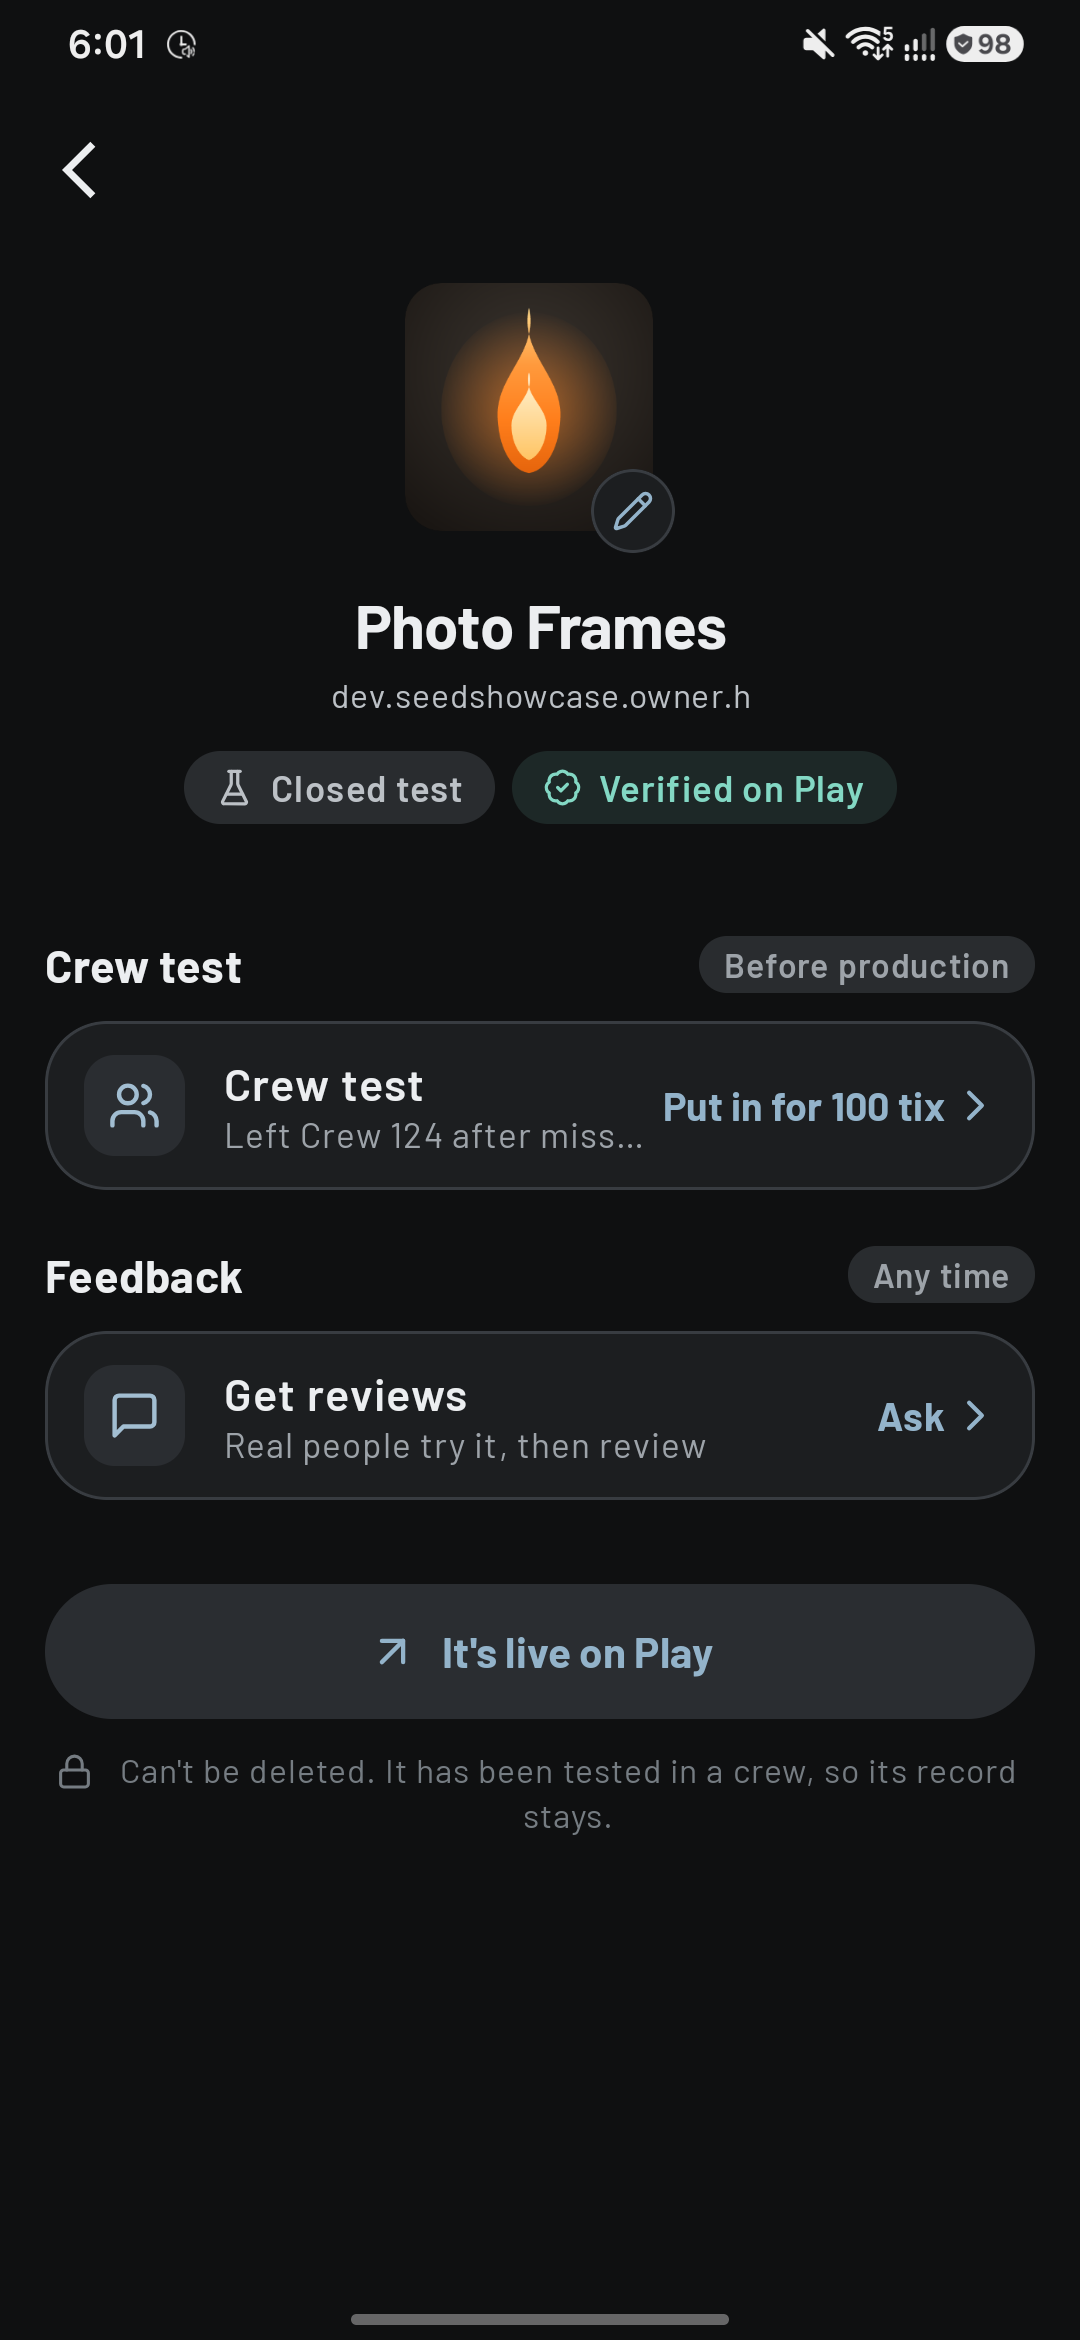 6:01
5
98
Photo Frames
dev.seedshowcase.owner.h
Closed test
Verified on Play
Crew test
Before production
Crew test
Left Crew 124 after miss...
Put in for 100 tix
Feedback
Any time
Get reviews
Real people try it, then review
Ask
It's live on Play
Can't be deleted. It has been tested in a crew, so its record
stays.